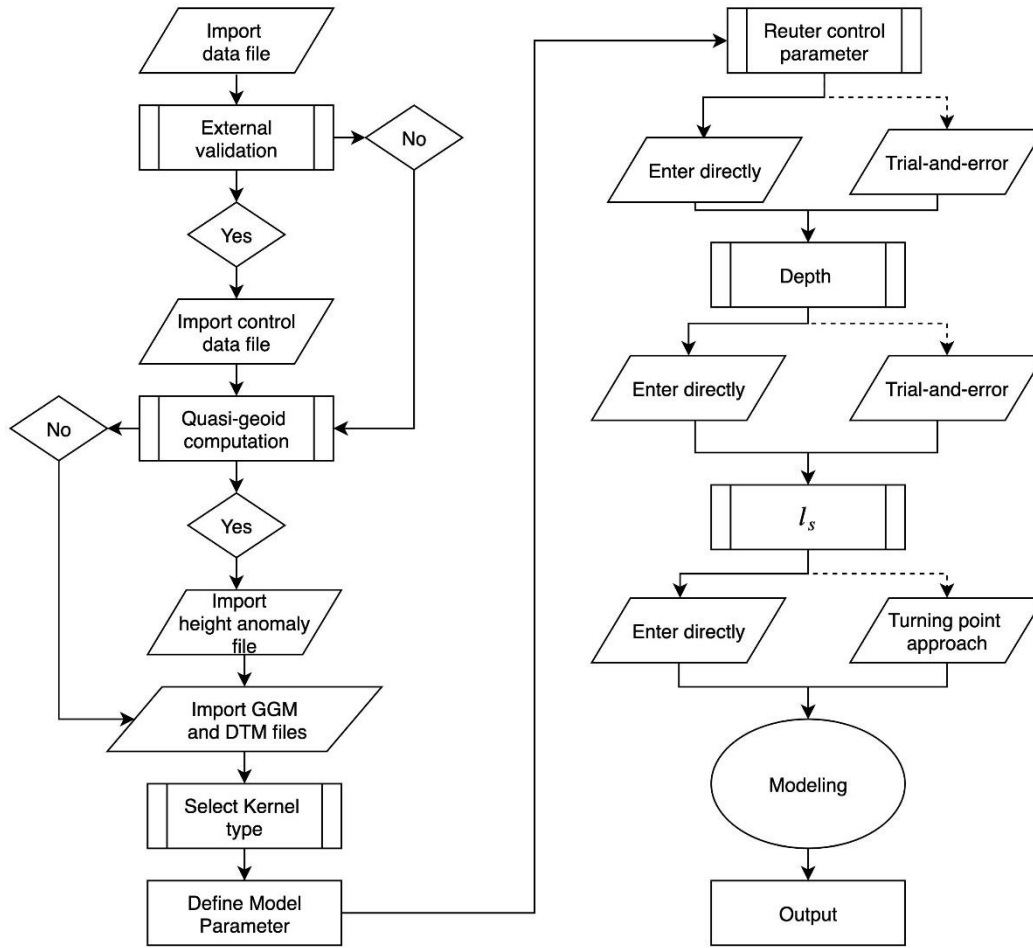 Import
data file
External
validation
No
Yes
Import control
data file
No
Quasi-geoid
computation
Yes
Import
height anomaly
file
Import GGM
and DTM files
Select Kernel
type
Define Model
Parameter
Reuter control
parameter
Enter directly
Trial-and-error
Depth
Enter directly
Trial-and-error
l_s
Enter directly
Turning point
approach
Modeling
Output